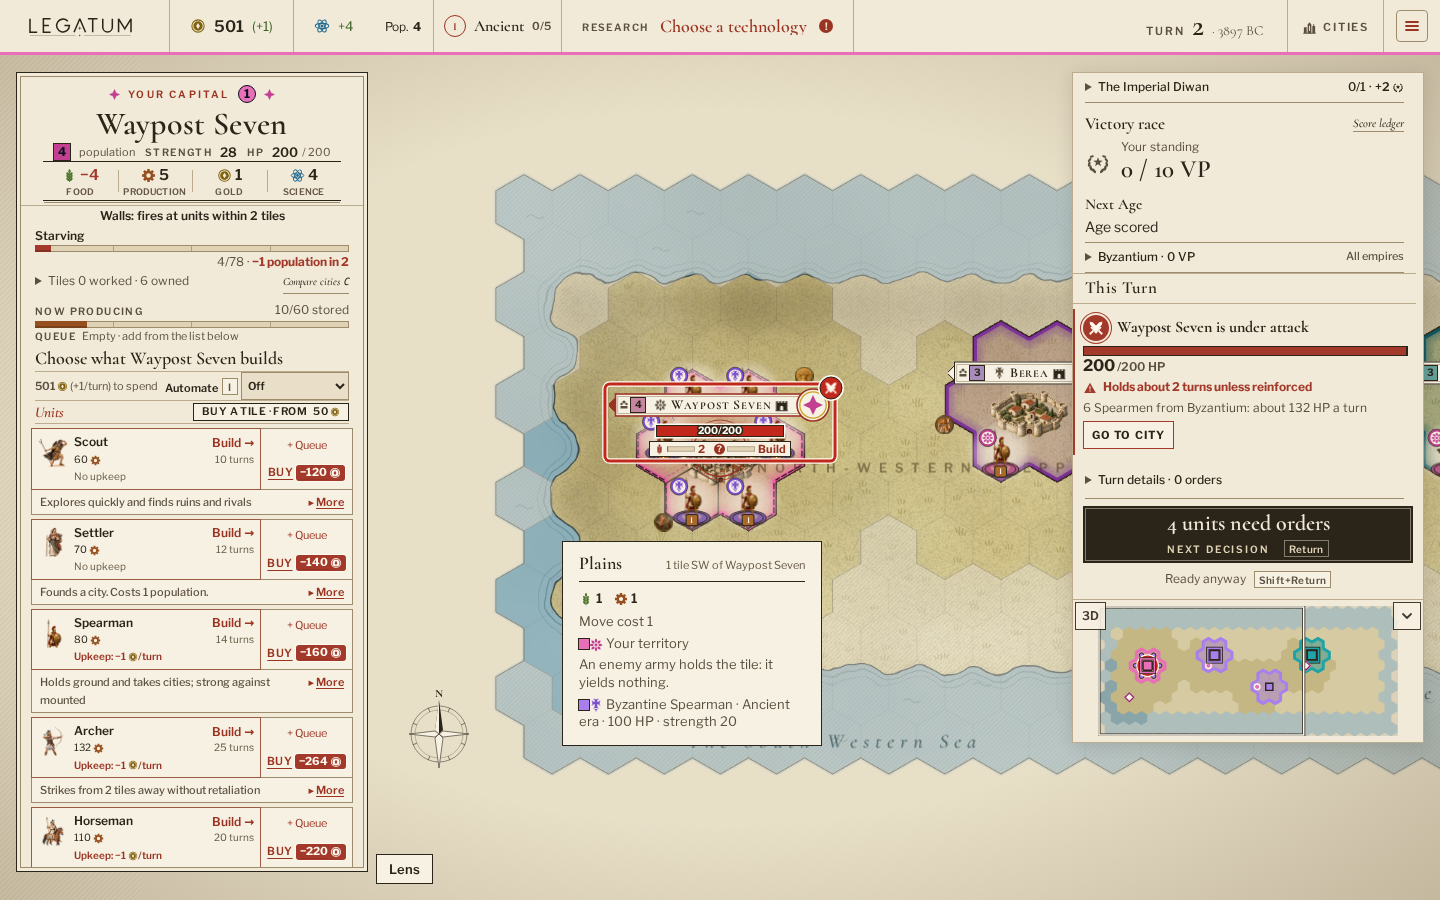 LEGATUM
501 (+1)
+4
Pop. 4
I Ancient 0/5
RESEARCH Choose a technology !
TURN 2 · 3897 BC
CITIES
YOUR CAPITAL 1
Waypost Seven
4 population STRENGTH 28 HP 200 / 200
−4 5 1 4
FOOD PRODUCTION GOLD SCIENCE
Walls: fires at units within 2 tiles
Starving
4/78 · −1 population in 2
Tiles 0 worked · 6 owned Compare cities C
NOW PRODUCING 10/60 stored
QUEUE Empty · add from the list below
Choose what Waypost Seven builds
501 (+1/turn) to spend Automate I Off
Units BUY A TILE · FROM 50
Scout Build → + Queue
60 10 turns
No upkeep BUY −120
Explores quickly and finds ruins and rivals ▸ More
Settler Build → + Queue
70 12 turns
No upkeep BUY −140
Founds a city. Costs 1 population. ▸ More
Spearman Build → + Queue
80 14 turns
Upkeep: −1 /turn BUY −160
Holds ground and takes cities; strong against
mounted ▸ More
Archer Build → + Queue
132 25 turns
Upkeep: −1 /turn BUY −264
Strikes from 2 tiles away without retaliation ▸ More
Horseman Build → + Queue
110 20 turns
Upkeep: −1 /turn BUY −220
Lens
N
4 WAYPOST SEVEN
200/200
2 ? Build
I I
NORTH-WESTERN
3 BEREA
I
3
Plains 1 tile SW of Waypost Seven
1 1
Move cost 1
Your territory
An enemy army holds the tile: it
yields nothing.
Byzantine Spearman · Ancient
era · 100 HP · strength 20
Western Sea
The Imperial Diwan 0/1 · +2
Victory race Score ledger
Your standing
0 / 10 VP
Next Age
Age scored
Byzantium · 0 VP All empires
This Turn
Waypost Seven is under attack
200 /200 HP
Holds about 2 turns unless reinforced
6 Spearmen from Byzantium: about 132 HP a turn
GO TO CITY
Turn details · 0 orders
4 units need orders
NEXT DECISION Return
Ready anyway Shift+Return
3D